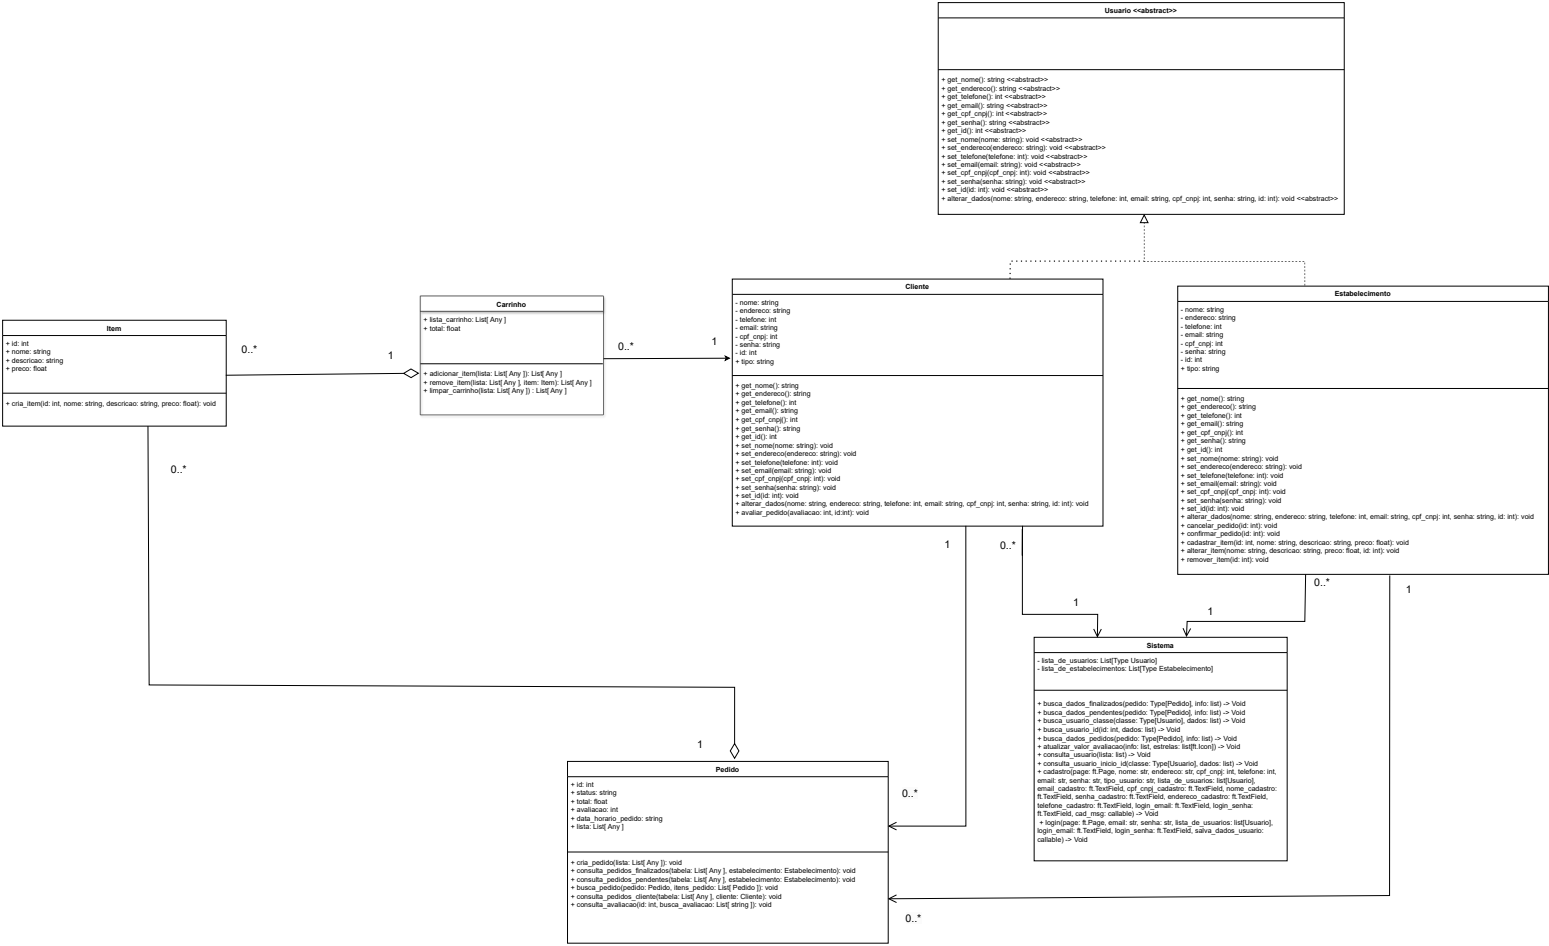 Usuario <<abstract>>
+ get_nome(): string <<abstract>>
+ get_endereco(): string <<abstract>>
+ get_telefone(): int <<abstract>>
+ get_email(): string <<abstract>>
+ get_cpf_cnpj(): int <<abstract>>
+ get_senha(): string <<abstract>>
+ get_id(): int <<abstract>>
+ set_nome(nome: string): void <<abstract>>
+ set_endereco(endereco: string): void <<abstract>>
+ set_telefone(telefone: int): void <<abstract>>
+ set_email(email: string): void <<abstract>>
+ set_cpf_cnpj(cpf_cnpj: int): void <<abstract>>
+ set_senha(senha: string): void <<abstract>>
+ set_id(id: int): void <<abstract>>
+ alterar_dados(nome: string, endereco: string, telefone: int, email: string, cpf_cnpj: int, senha: string, id: int): void <<abstract>>
Item
+ id: int
+ nome: string
+ descricao: string
+ preco: float
+ cria_item(id: int, nome: string, descricao: string, preco: float): void
0..*
1
0..*
Carrinho
+ lista_carrinho: List[ Any ]
+ total: float
+ adicionar_item(lista: List[ Any ]): List[ Any ]
+ remove_item(lista: List[ Any ], item: Item): List[ Any ]
+ limpar_carrinho(lista: List[ Any ]) : List[ Any ]
0..*
1
Cliente
- nome: string
- endereco: string
- telefone: int
- email: string
- cpf_cnpj: int
- senha: string
- id: int
+ tipo: string
+ get_nome(): string
+ get_endereco(): string
+ get_telefone(): int
+ get_email(): string
+ get_cpf_cnpj(): int
+ get_senha(): string
+ get_id(): int
+ set_nome(nome: string): void
+ set_endereco(endereco: string): void
+ set_telefone(telefone: int): void
+ set_email(email: string): void
+ set_cpf_cnpj(cpf_cnpj: int): void
+ set_senha(senha: string): void
+ set_id(id: int): void
+ alterar_dados(nome: string, endereco: string, telefone: int, email: string, cpf_cnpj: int, senha: string, id: int): void
+ avaliar_pedido(avaliacao: int, id:int): void
1
0..*
1
Estabelecimento
- nome: string
- endereco: string
- telefone: int
- email: string
- cpf_cnpj: int
- senha: string
- id: int
+ tipo: string
+ get_nome(): string
+ get_endereco(): string
+ get_telefone(): int
+ get_email(): string
+ get_cpf_cnpj(): int
+ get_senha(): string
+ get_id(): int
+ set_nome(nome: string): void
+ set_endereco(endereco: string): void
+ set_telefone(telefone: int): void
+ set_email(email: string): void
+ set_cpf_cnpj(cpf_cnpj: int): void
+ set_senha(senha: string): void
+ set_id(id: int): void
+ alterar_dados(nome: string, endereco: string, telefone: int, email: string, cpf_cnpj: int, senha: string, id: int): void
+ cancelar_pedido(id: int): void
+ confirmar_pedido(id: int): void
+ cadastrar_item(id: int, nome: string, descricao: string, preco: float): void
+ alterar_item(nome: string, descricao: string, preco: float, id: int): void
+ remover_item(id: int): void
0..*
1
1
Sistema
- lista_de_usuarios: List[Type Usuario]
- lista_de_estabelecimentos: List[Type Estabelecimento]
+ busca_dados_finalizados(pedido: Type[Pedido], info: list) -> Void
+ busca_dados_pendentes(pedido: Type[Pedido], info: list) -> Void
+ busca_usuario_classe(classe: Type[Usuario], dados: list) -> Void
+ busca_usuario_id(id: int, dados: list) -> Void
+ busca_dados_pedidos(pedido: Type[Pedido], info: list) -> Void
+ atualizar_valor_avaliacao(info: list, estrelas: list[ft.Icon]) -> Void
+ consulta_usuario(lista: list) -> Void
+ consulta_usuario_inicio_id(classe: Type[Usuario], dados: list) -> Void
+ cadastro(page: ft.Page, nome: str, endereco: str, cpf_cnpj: int, telefone: int,
email: str, senha: str, tipo_usuario: str, lista_de_usuarios: list[Usuario],
email_cadastro: ft.TextField, cpf_cnpj_cadastro: ft.TextField, nome_cadastro:
ft.TextField, senha_cadastro: ft.TextField, endereco_cadastro: ft.TextField,
telefone_cadastro: ft.TextField, login_email: ft.TextField, login_senha:
ft.TextField, cad_msg: callable) -> Void
+ login(page: ft.Page, email: str, senha: str, lista_de_usuarios: list[Usuario],
login_email: ft.TextField, login_senha: ft.TextField, salva_dados_usuario:
callable) -> Void
1
Pedido
+ id: int
+ status: string
+ total: float
+ avaliacao: int
+ data_horario_pedido: string
+ lista: List[ Any ]
+ cria_pedido(lista: List[ Any ]): void
+ consulta_pedidos_finalizados(tabela: List[ Any ], estabelecimento: Estabelecimento): void
+ consulta_pedidos_pendentes(tabela: List[ Any ], estabelecimento: Estabelecimento): void
+ busca_pedido(pedido: Pedido, itens_pedido: List[ Pedido ]): void
+ consulta_pedidos_cliente(tabela: List[ Any ], cliente: Cliente): void
+ consulta_avaliacao(id: int, busca_avaliacao: List[ string ]): void
0..*
0..*